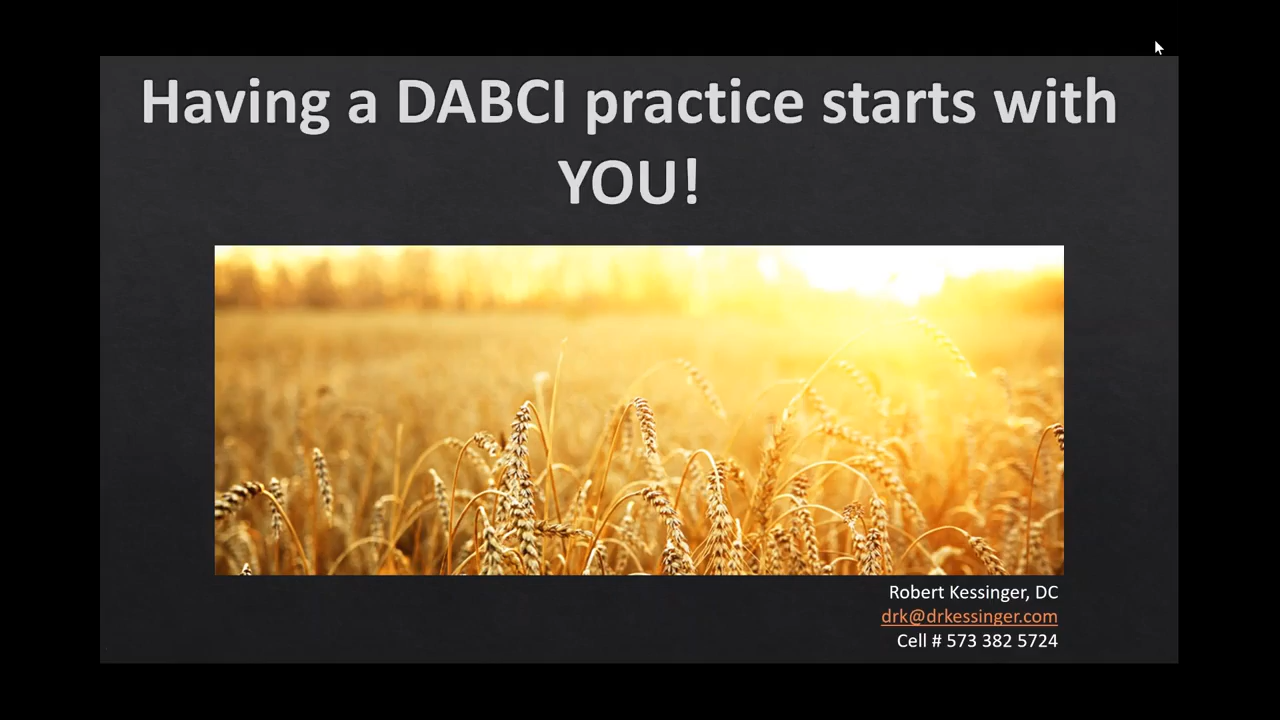 Having a DABCI practice starts with
YOU!
Robert Kessinger, DC
drk@drkessinger.com
Cell # 573 382 5724